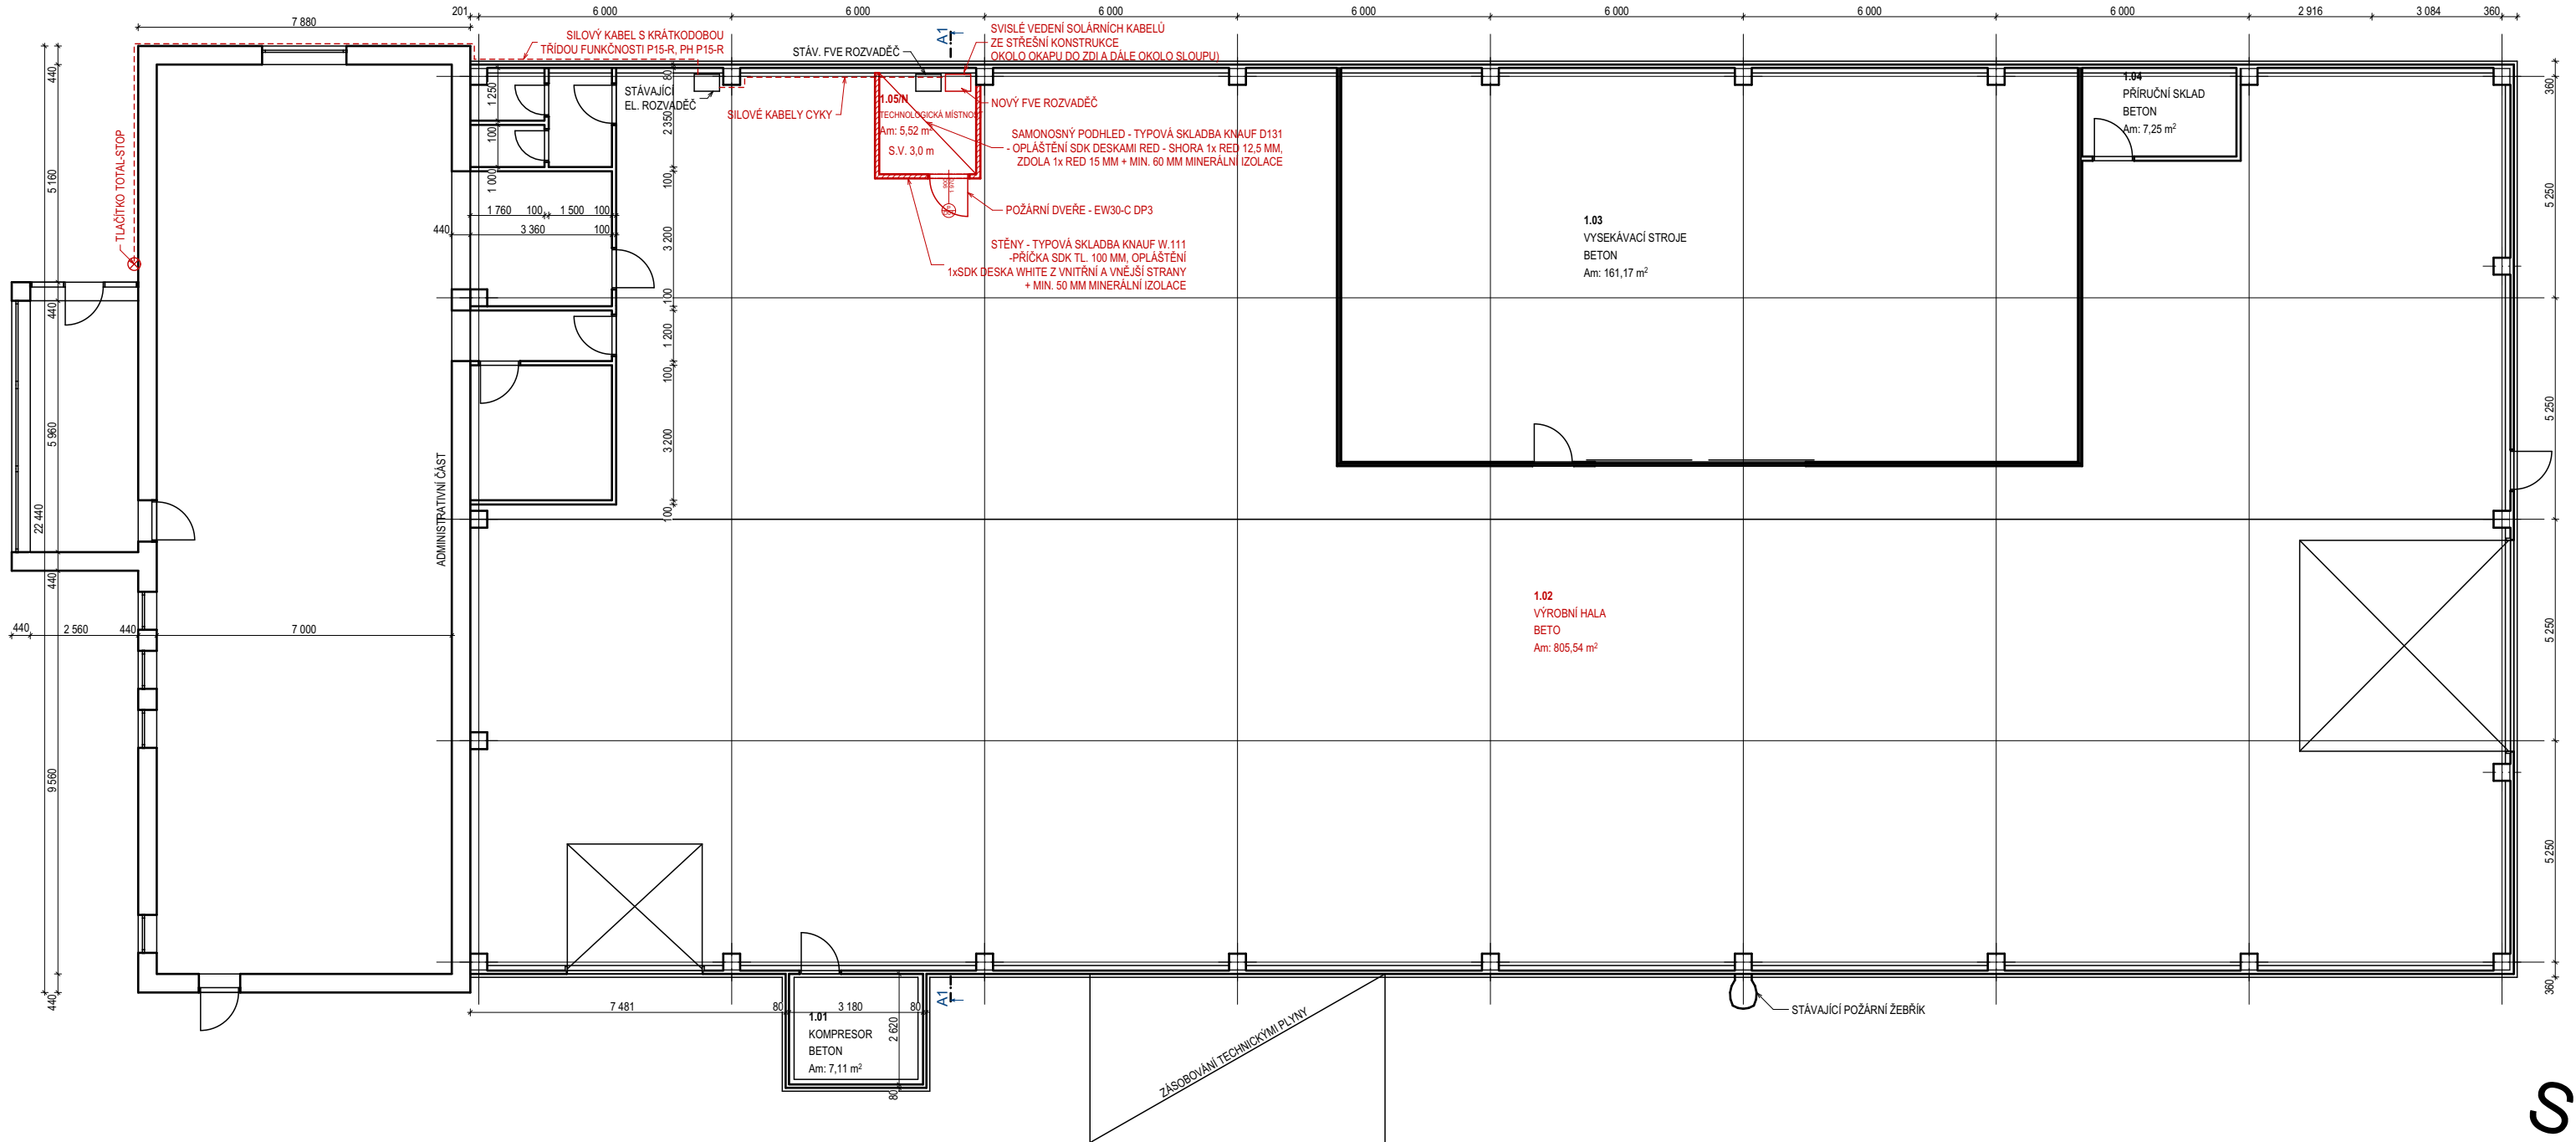 7 880
201
6 000
6 000
6 000
6 000
6 000
6 000
6 000
2 916
3 084
360
SILOVÝ KABEL S KRÁTKODOBOU
TŘÍDOU FUNKČNOSTI P15-R, PH P15-R
STÁV. FVE ROZVADĚČ
A1
SVISLÉ VEDENÍ SOLÁRNÍCH KABELŮ
ZE STŘEŠNÍ KONSTRUKCE
OKOLO OKAPU DO ZDI A DÁLE OKOLO SLOUPU)
STÁVAJÍCÍ
EL. ROZVADĚČ
SILOVÉ KABELY CYKY
NOVÝ FVE ROZVADĚČ
1.05/N
TECHNOLOGICKÁ MÍSTNOST
Am: 5,52 m²
S.V. 3,0 m
SAMONOSNÝ PODHLED - TYPOVÁ SKLADBA KNAUF D131
- OPLÁŠTĚNÍ SDK DESKAMI RED - SHORA 1x RED 12,5 MM,
ZDOLA 1x RED 15 MM + MIN. 60 MM MINERÁLNÍ IZOLACE
POŽÁRNÍ DVEŘE - EW30-C DP3
STĚNY - TYPOVÁ SKLADBA KNAUF W.111
-PŘÍČKA SDK TL. 100 MM, OPLÁŠTĚNÍ
1xSDK DESKA WHITE Z VNITŘNÍ A VNĚJŠÍ STRANY
+ MIN. 50 MM MINERÁLNÍ IZOLACE
900
1 970
1.04
PŘÍRUČNÍ SKLAD
BETON
Am: 7,25 m²
1.03
VYSEKÁVACÍ STROJE
BETON
Am: 161,17 m²
TLAČÍTKO TOTAL-STOP
440
5 160
440
5 960
22 440
440
9 560
440
1 250
100
1 000
80
2 350
100
3 200
100
1 200
100
3 200
100
1 760
100
1 500
100
440
3 360
100
ADMINISTRATIVNÍ ČÁST
440
2 560
440
7 000
1.02
VÝROBNÍ HALA
BETO
Am: 805,54 m²
360
5 250
5 250
5 250
5 250
360
7 481
80
3 180
80
2 620
80
A1
1.01
KOMPRESOR
BETON
Am: 7,11 m²
ZÁSOBOVÁNÍ TECHNICKÝMI PLYNY
STÁVAJÍCÍ POŽÁRNÍ ŽEBŘÍK
S